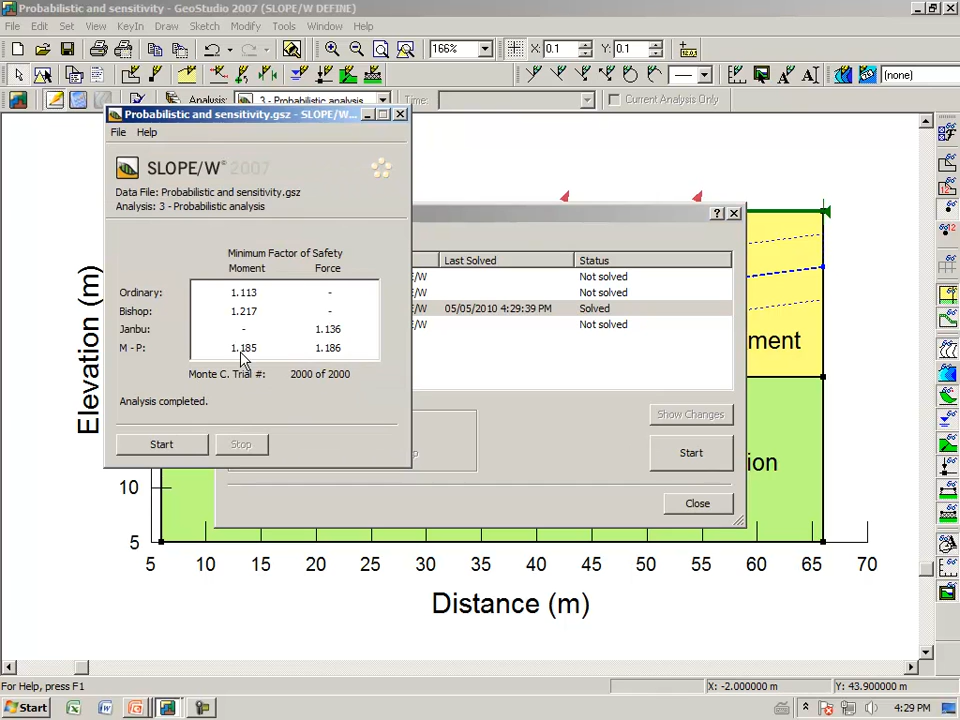 Probabilistic and sensitivity - GeoStudio 2007 (SLOPE/W DEFINE)
File Edit Set View KeyIn Draw Sketch Modify Tools Window Help
166% X: 0.1 Y: 0.1
(none)
Analysis: 3 - Probabilistic analysis Time: Current Analysis Only
Probabilistic and sensitivity.gsz - SLOPE/W...
File Help
SLOPE/W 2007
Data File: Probabilistic and sensitivity.gsz
Analysis: 3 - Probabilistic analysis
Minimum Factor of Safety
Moment Force
Ordinary: 1.113 -
Bishop: 1.217 -
Janbu: - 1.136
M - P: 1.185 1.186
Monte C. Trial #: 2000 of 2000
Analysis completed.
Start Stop
Last Solved Status
E/W Not solved
E/W Not solved
E/W 05/05/2010 4:29:39 PM Solved
E/W Not solved
Show Changes
Start
Close
ment
ion
Elevation (m)
10
5
5 10 15 20 25 30 35 40 45 50 55 60 65 70
Distance (m)
For Help, press F1
X: -2.000000 m Y: 43.900000 m
Start 4:29 PM